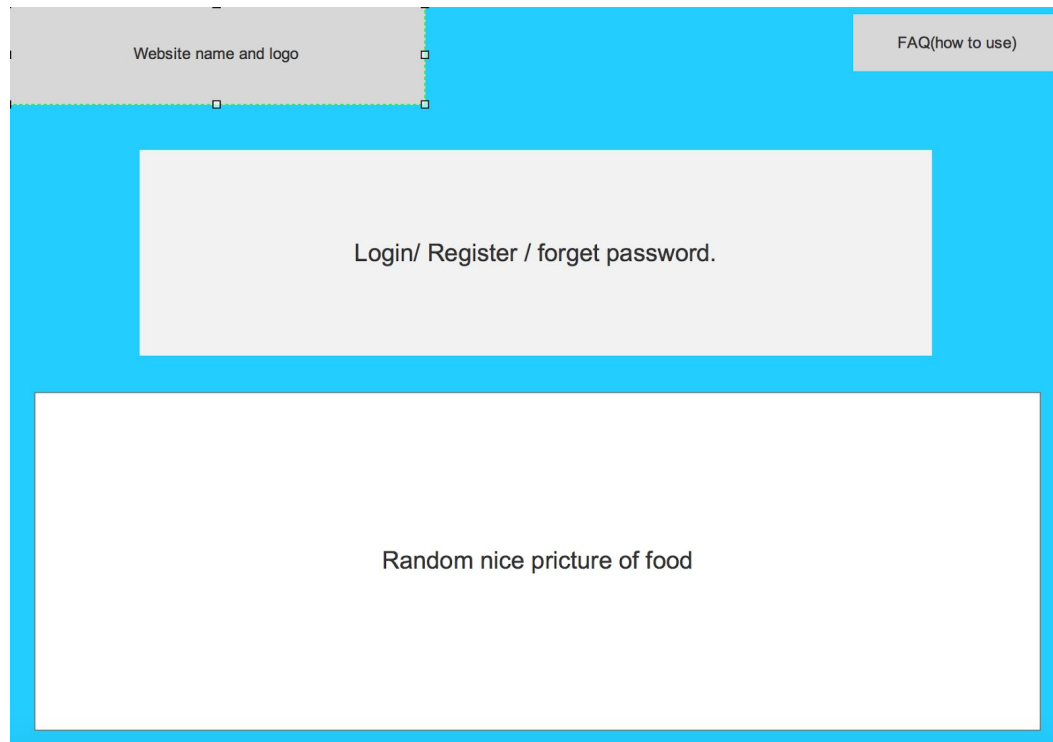 Website name and logo
FAQ(how to use)
Login/ Register / forget password.
Random nice pricture of food